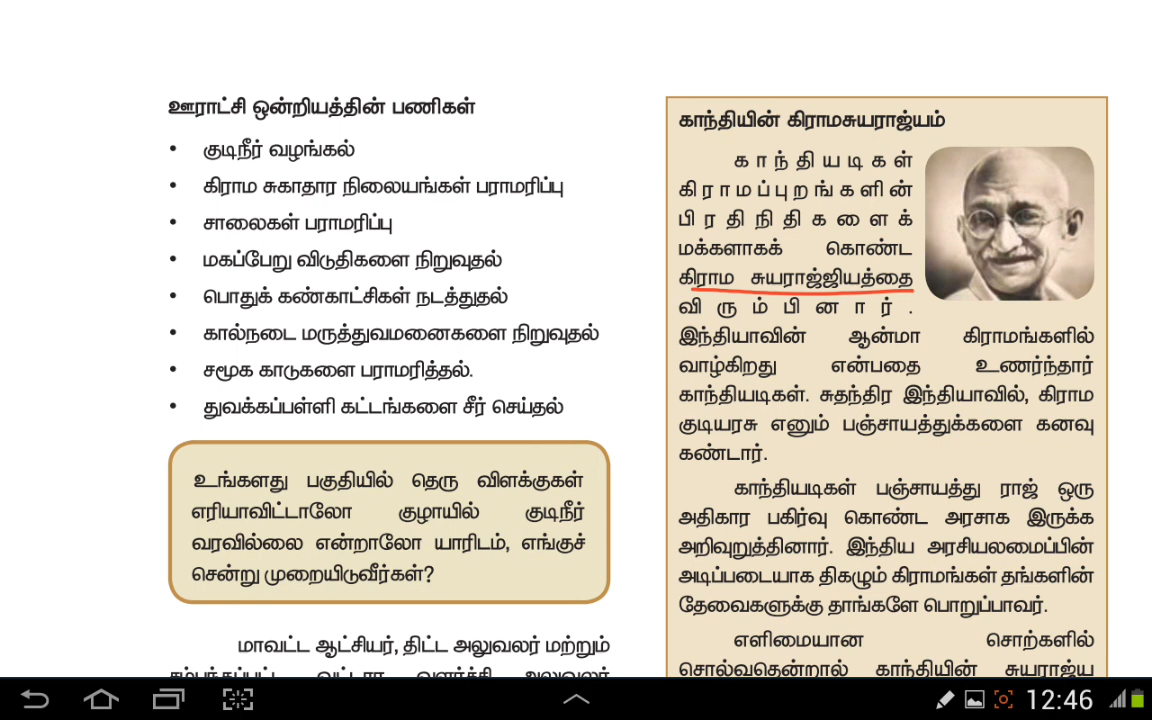 ஊராட்சி ஒன்றியத்தின் பணிகள்
• குடிநீர் வழங்கல்
• கிராம சுகாதார நிலையங்கள் பராமரிப்பு
• சாலைகள் பராமரிப்பு
• மகப்பேறு விடுதிகளை நிறுவுதல்
• பொதுக் கண்காட்சிகள் நடத்துதல்
• கால்நடை மருத்துவமனைகளை நிறுவுதல்
• சமூக காடுகளை பராமரித்தல்.
• துவக்கப்பள்ளி கட்டங்களை சீர் செய்தல்
உங்களது பகுதியில் தெரு விளக்குகள்
எரியாவிட்டாலோ குழாயில் குடிநீர்
வரவில்லை என்றாலோ யாரிடம், எங்குச்
சென்று முறையிடுவீர்கள்?
மாவட்ட ஆட்சியர், திட்ட அலுவலர் மற்றும்
காந்தியின் கிராமசுயராஜ்யம்
காந்தியடிகள்
கிராமப்புறங்களின்
பிரதிநிதிகளைக்
மக்களாகக் கொண்ட
கிராம சுயராஜ்ஜியத்தை
விரும்பினார்.
இந்தியாவின் ஆன்மா கிராமங்களில்
வாழ்கிறது என்பதை உணர்ந்தார்
காந்தியடிகள். சுதந்திர இந்தியாவில், கிராம
குடியரசு எனும் பஞ்சாயத்துக்களை கனவு
கண்டார்.
காந்தியடிகள் பஞ்சாயத்து ராஜ் ஒரு
அதிகார பகிர்வு கொண்ட அரசாக இருக்க
அறிவுறுத்தினார். இந்திய அரசியலமைப்பின்
அடிப்படையாக திகழும் கிராமங்கள் தங்களின்
தேவைகளுக்கு தாங்களே பொறுப்பாவர்.
எளிமையான சொற்களில்
சொல்வதென்றால் காந்தியின் சுயராஜ்ய
12:46